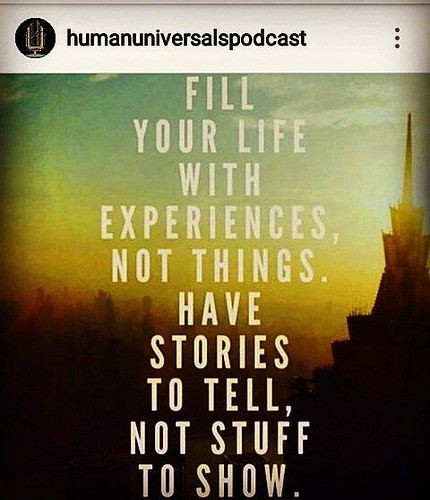 humanuniversalspodcast
FILL
YOUR LIFE
WITH
EXPERIENCES,
NOT THINGS.
HAVE
STORIES
TO TELL,
NOT STUFF
TO SHOW.